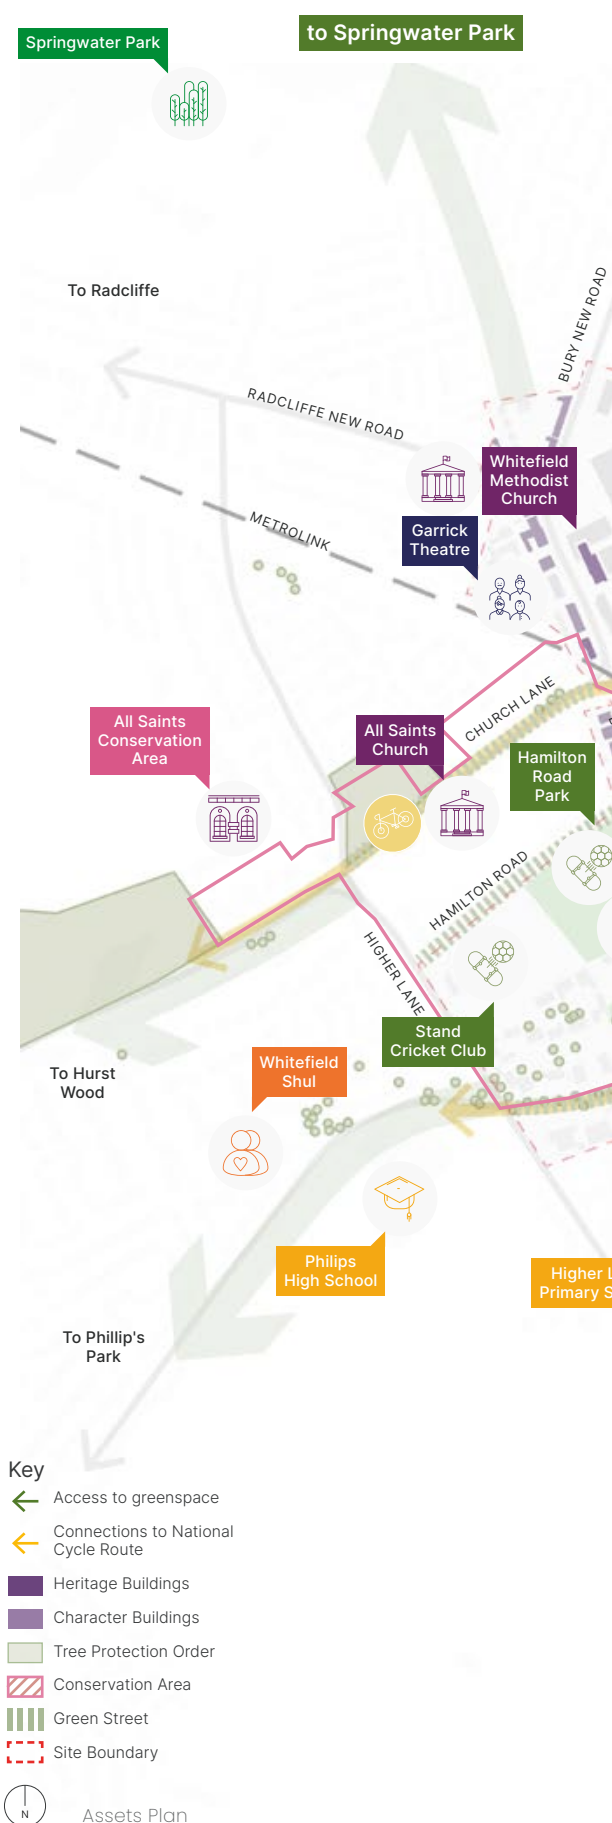 Springwater Park
to Springwater Park
To Radcliffe
BURY NEW ROAD
RADCLIFFE NEW ROAD
Whitefield
Methodist
Church
Garrick
Theatre
METROLINK
CHURCH LANE
All Saints
Conservation
Area
All Saints
Church
Hamilton
Road
Park
HAMILTON ROAD
HIGHER LANE
Stand
Cricket Club
To Hurst
Wood
Whitefield
Shul
Philips
High School
Higher L
Primary S
To Phillip's
Park
Key
Access to greenspace
Connections to National
Cycle Route
Heritage Buildings
Character Buildings
Tree Protection Order
Conservation Area
Green Street
Site Boundary
N
Assets Plan